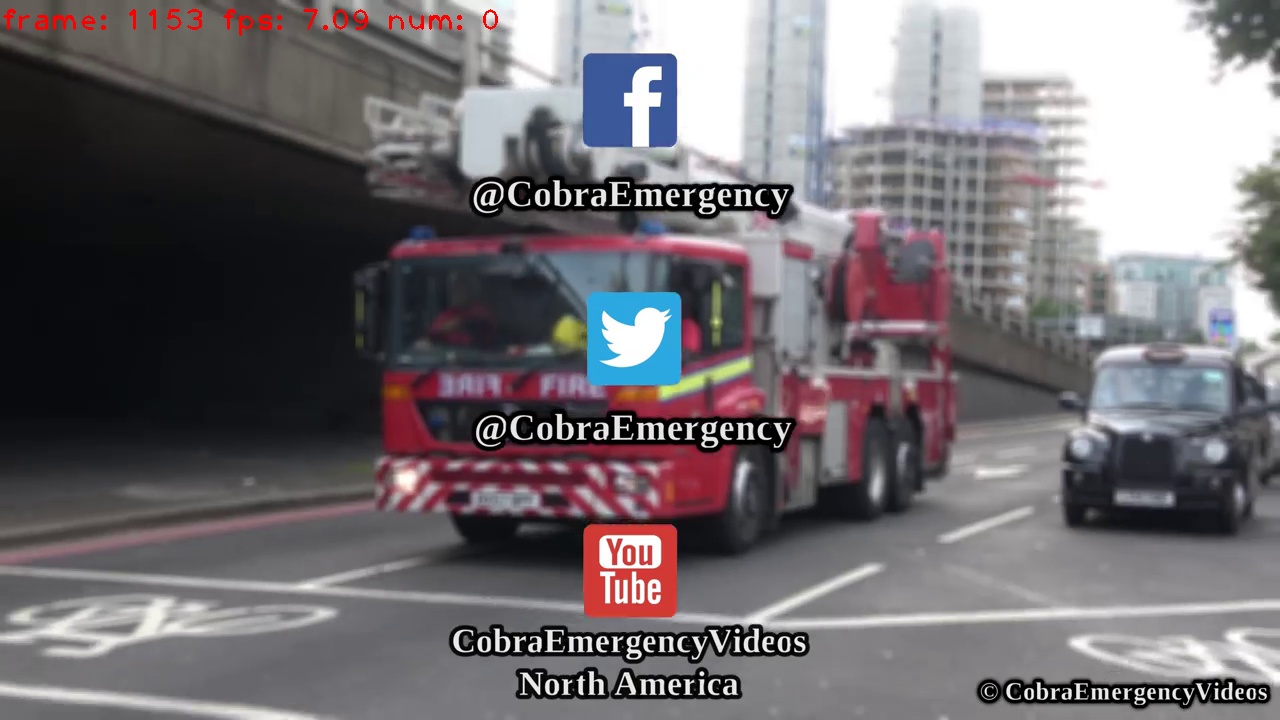 frame: 1153 fps: 7.09 num: 0
@CobraEmergency
FIRE
FIRE
@CobraEmergency
You
Tube
CobraEmergencyVideos
North America
© CobraEmergencyVideos